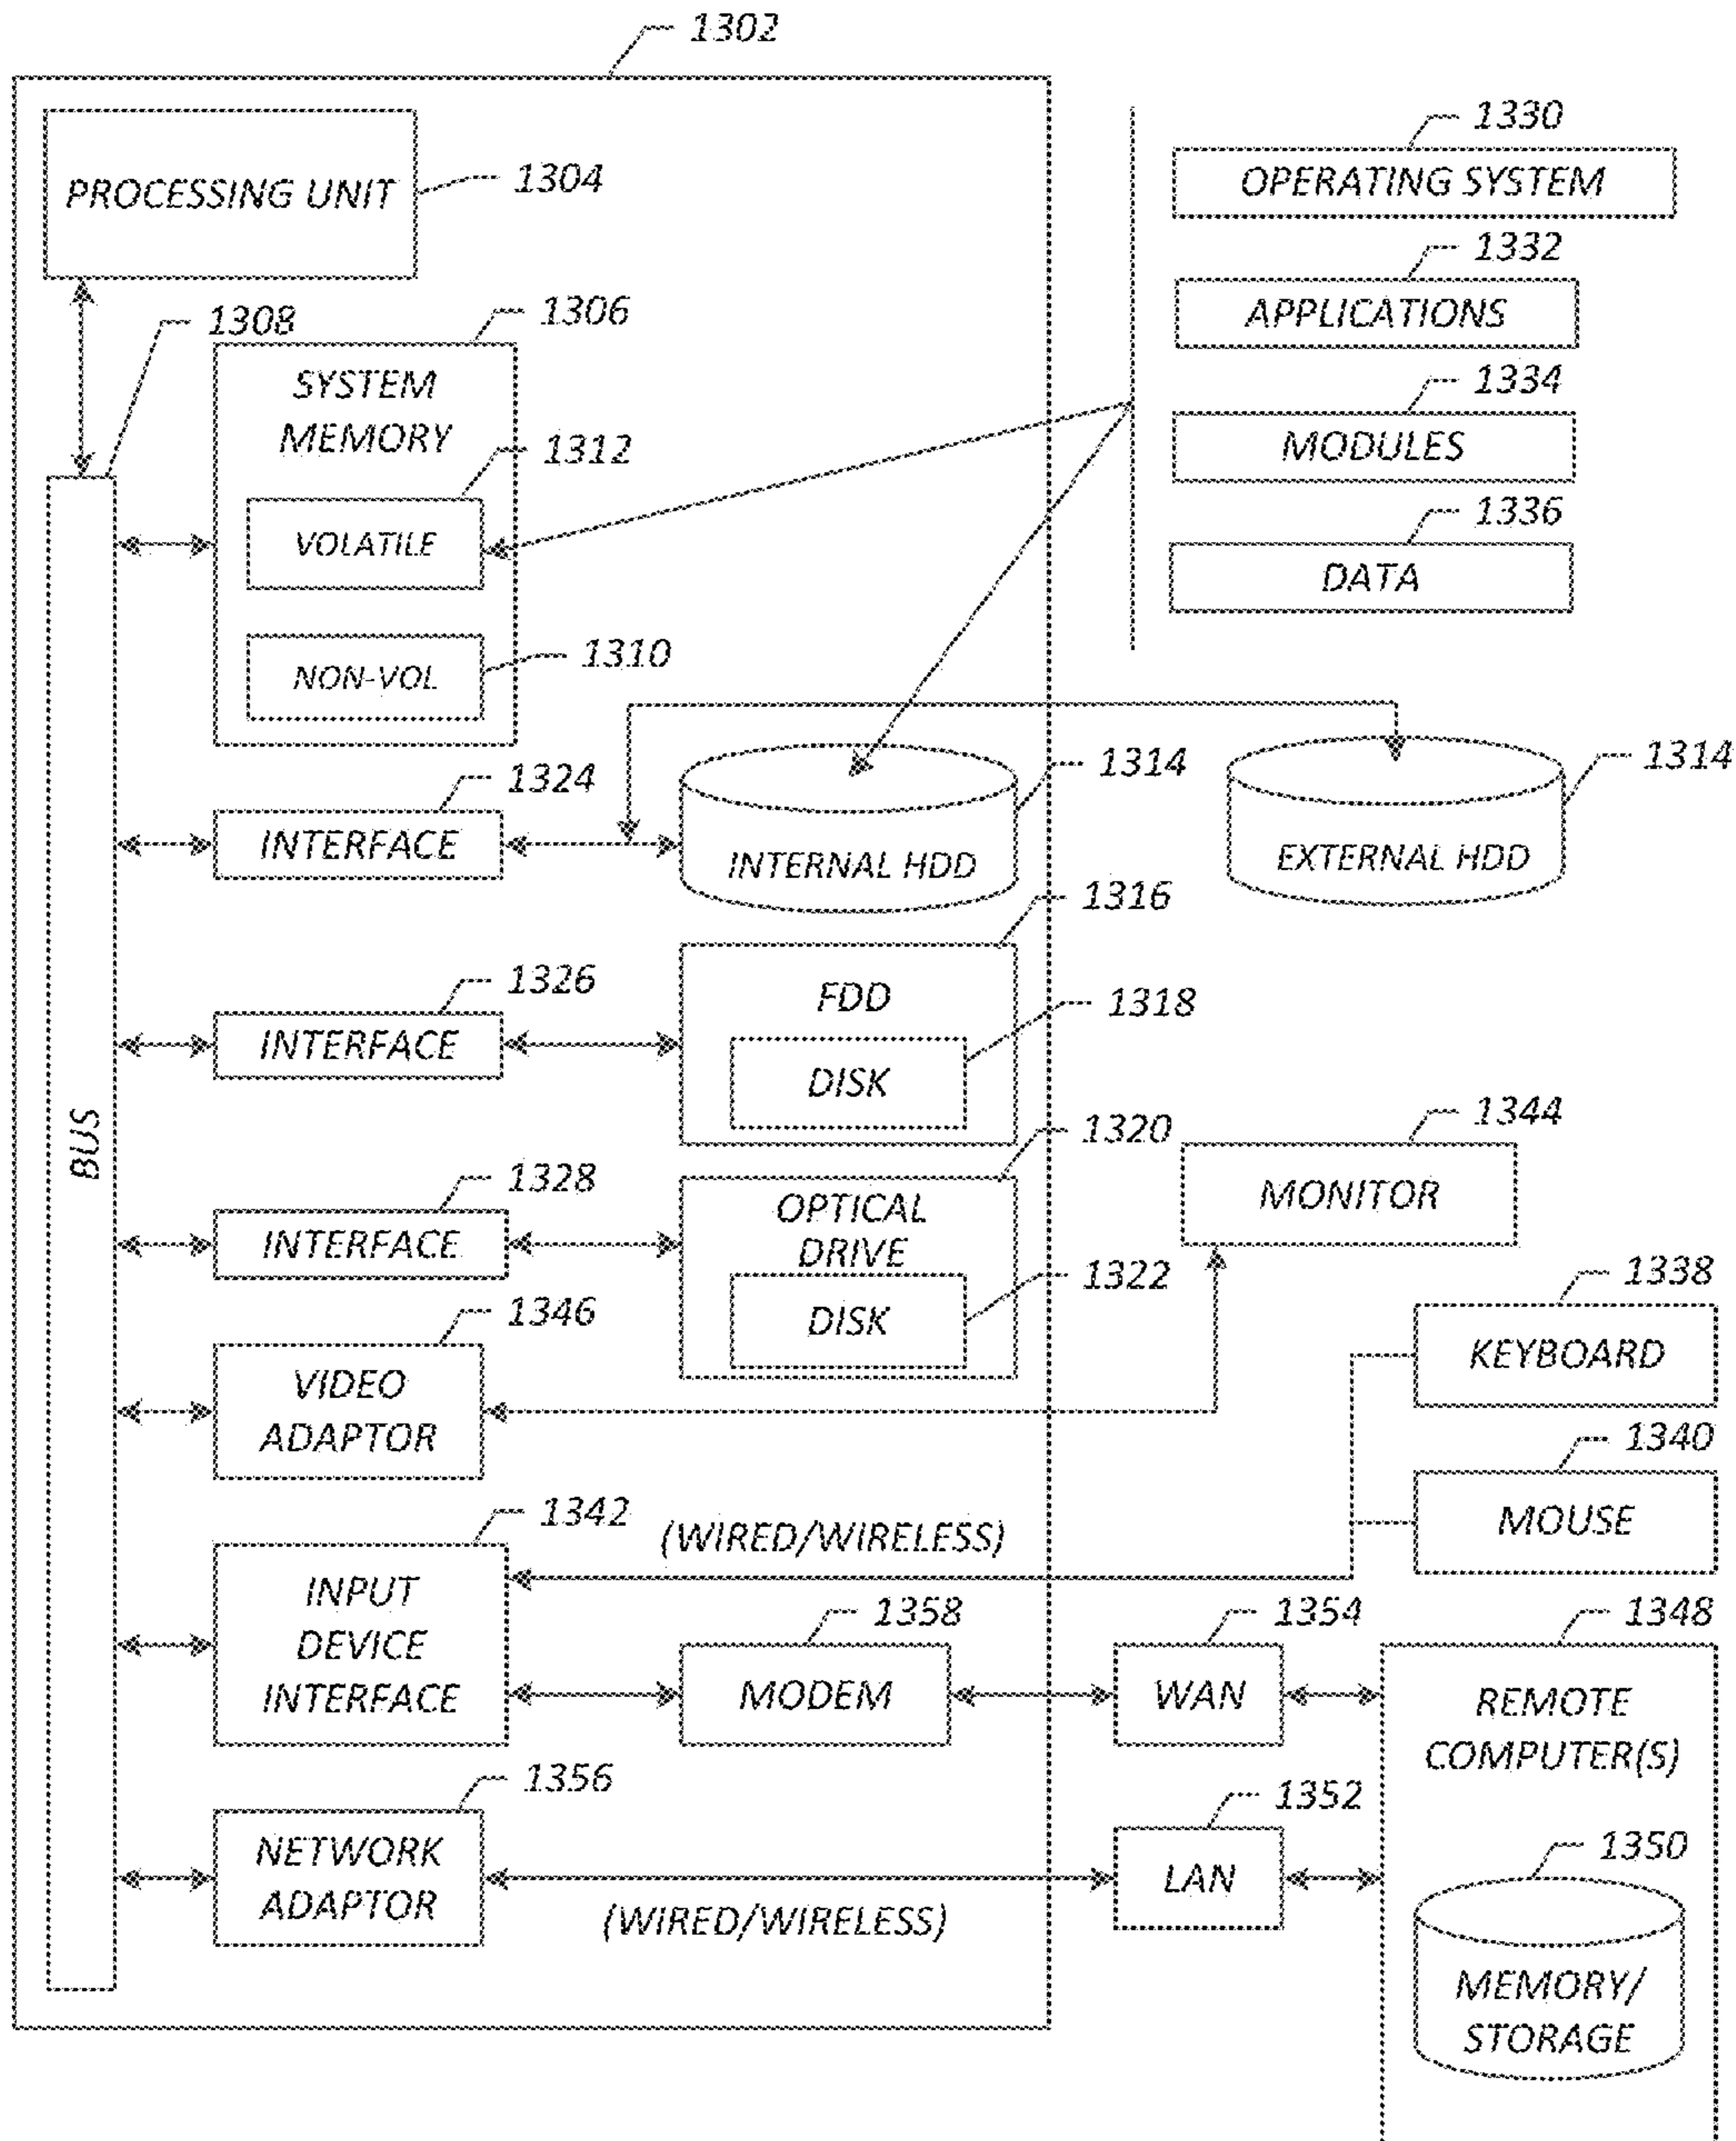 1302
PROCESSING UNIT
1304
1308
1306
SYSTEM
MEMORY
1312
VOLATILE
1310
NON-VOL
1330
OPERATING SYSTEM
1332
APPLICATIONS
1334
MODULES
1336
DATA
BUS
1324
INTERFACE
1314
INTERNAL HDD
1314
EXTERNAL HDD
1326
INTERFACE
1316
FDD
1318
DISK
1328
INTERFACE
1320
OPTICAL
DRIVE
1322
DISK
1344
MONITOR
1346
VIDEO
ADAPTOR
1338
KEYBOARD
1340
MOUSE
1342
INPUT
DEVICE
INTERFACE
(WIRED/WIRELESS)
1358
MODEM
1354
WAN
1348
REMOTE
COMPUTER(S)
1356
NETWORK
ADAPTOR
(WIRED/WIRELESS)
1352
LAN
1350
MEMORY/
STORAGE